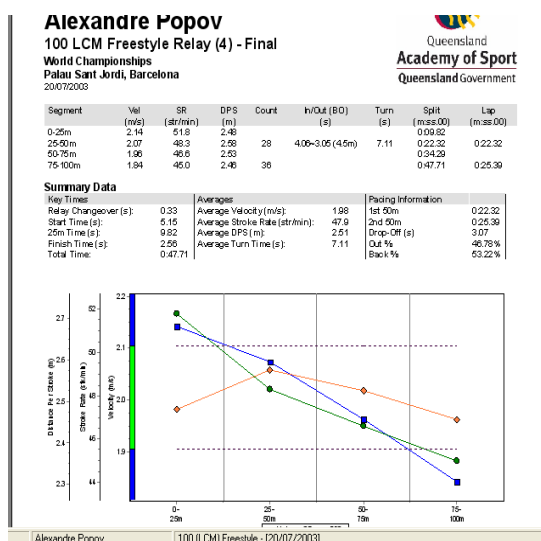 Alexandre Popov
100 LCM Freestyle Relay (4) - Final
World Championships
Palau Sant Jordi, Barcelona
20/07/2003
Queensland
Academy of Sport
Queensland Government
Segment Vel SR DPS Count In/Out (BO) Turn Split Lap
(m/s) (str/min) (m) (s) (s) (m:ss.00) (m:ss.00)
0-25m 2.14 51.8 2.48 0:09.82
25-50m 2.07 48.3 2.58 28 4.06-3.05 (4.5m) 7.11 0:22.32 0:22.32
50-75m 1.96 46.6 2.53 0:34.29
75-100m 1.84 45.0 2.46 36 0:47.71 0:25.39
Summary Data
Key Times Averages Pacing Information
Relay Changeover (s): 0.33 Average Velocity (m/s): 1.98 1st 50m 0:22.32
Start Time (s): 5.15 Average Stroke Rate (str/min): 47.9 2nd 50m 0:25.39
25m Time (s): 9.82 Average DPS (m): 2.51 Drop-Off (s) 3.07
Finish Time (s): 2.56 Average Turn Time (s): 7.11 Out % 46.78%
Total Time: 0:47.71 Back % 53.22%
Distance Per Stroke (m)
2.7
2.6
2.5
2.4
2.3
Stroke Rate (str/min)
52
50
48
46
44
Velocity (m/s)
2.2
2.1
2.0
1.9
0- 25- 50- 75-
25m 50m 75m 100m
Alexandre Popov 100 (LCM) Freestyle - [20/07/2003]